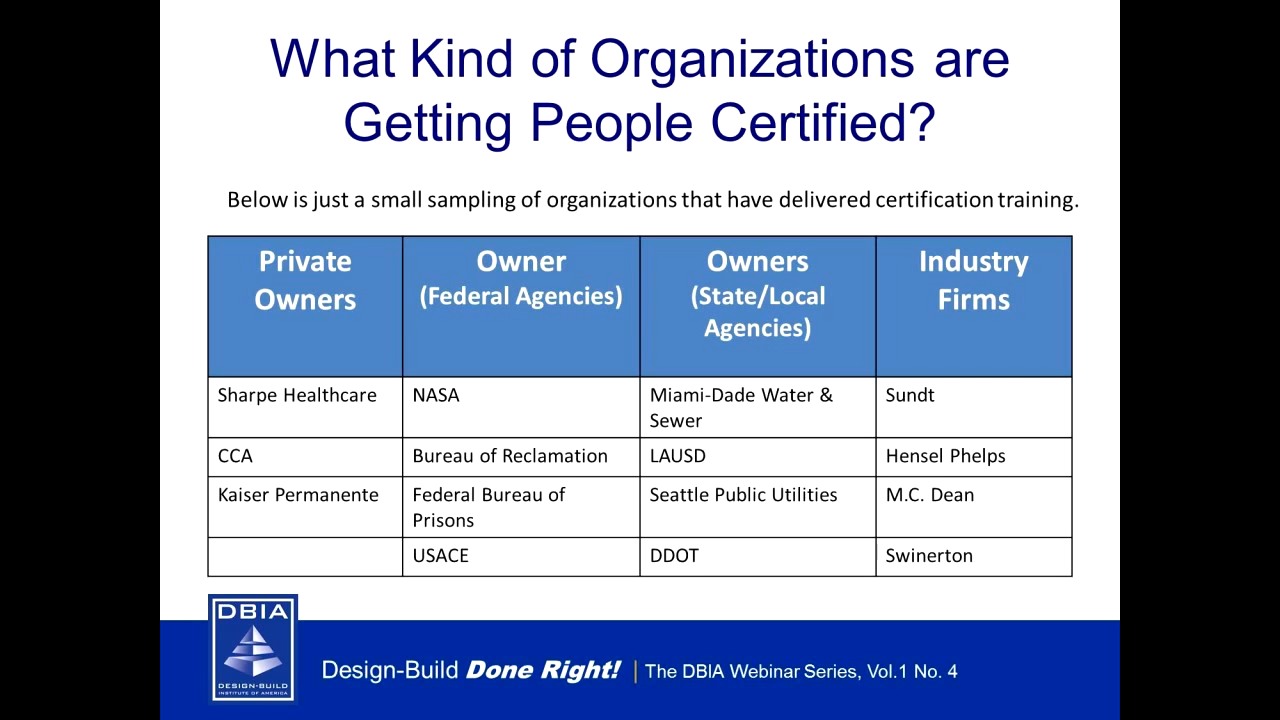 What Kind of Organizations are
Getting People Certified?
Below is just a small sampling of organizations that have delivered certification training.
Private
Owners
Owner
(Federal Agencies)
Owners
(State/Local
Agencies)
Industry
Firms
Sharpe Healthcare
NASA
Miami-Dade Water &
Sewer
Sundt
CCA
Bureau of Reclamation
LAUSD
Hensel Phelps
Kaiser Permanente
Federal Bureau of
Prisons
Seattle Public Utilities
M.C. Dean
USACE
DDOT
Swinerton
DBIA
DESIGN-BUILD
INSTITUTE OF AMERICA
Design-Build Done Right! | The DBIA Webinar Series, Vol.1 No. 4